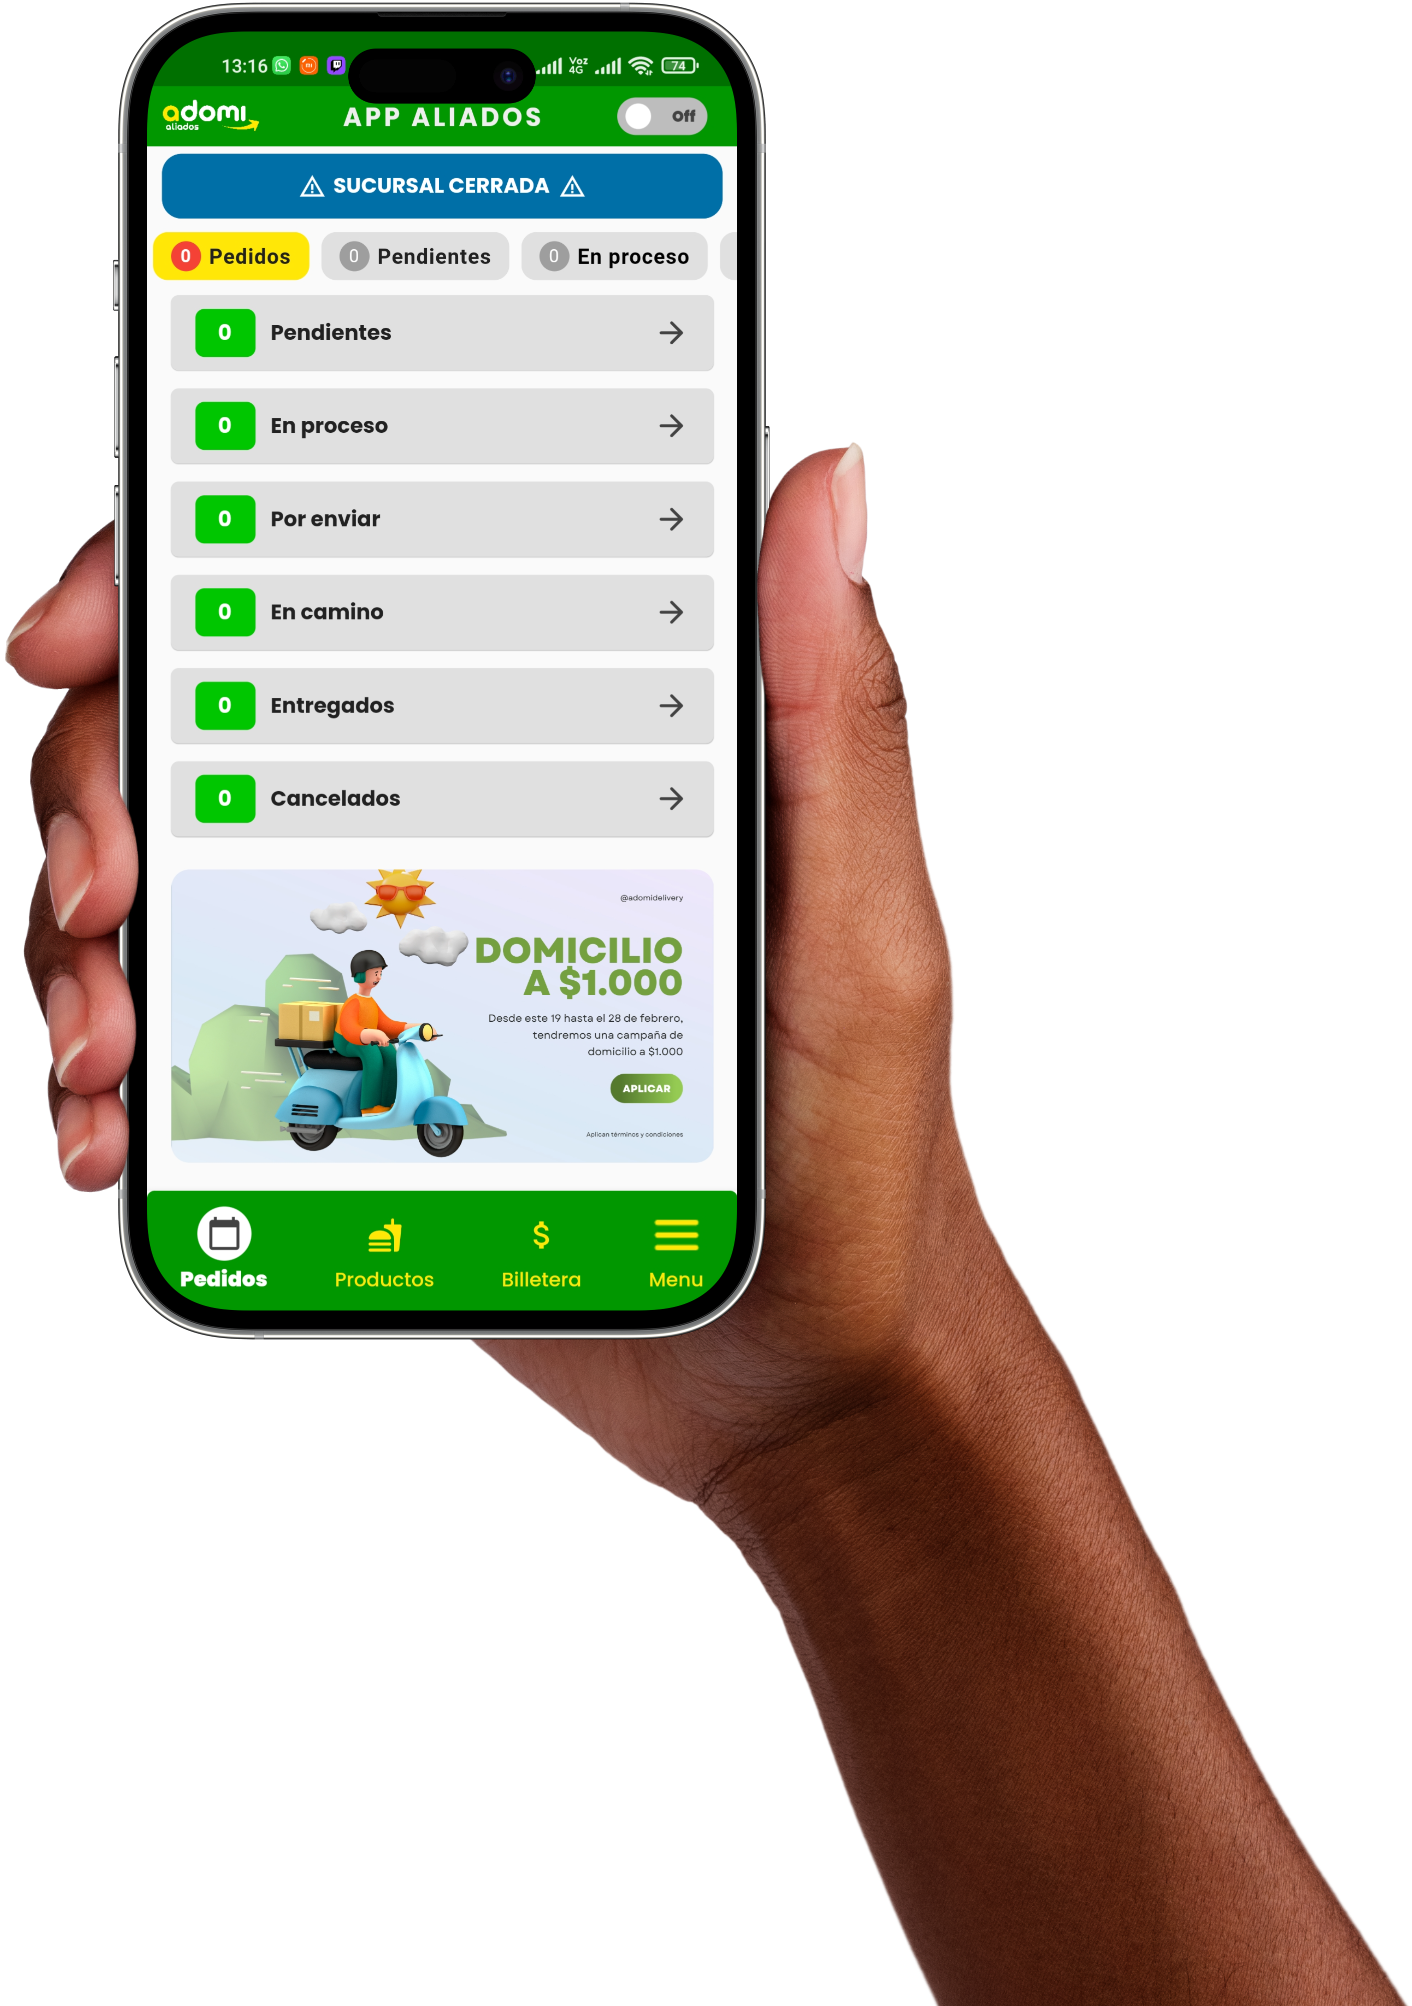 13:16
Voz
4G
74
adomi
aliados
APP ALIADOS
Off
SUCURSAL CERRADA
0 Pedidos
0 Pendientes
0 En proceso
0 Pendientes
0 En proceso
0 Por enviar
0 En camino
0 Entregados
0 Cancelados
@adomidelivery
DOMICILIO
A $1.000
Desde este 19 hasta el 28 de febrero,
tendremos una campaña de
domicilio a $1.000
APLICAR
Aplican términos y condiciones
$
Pedidos
Productos
Billetera
Menu